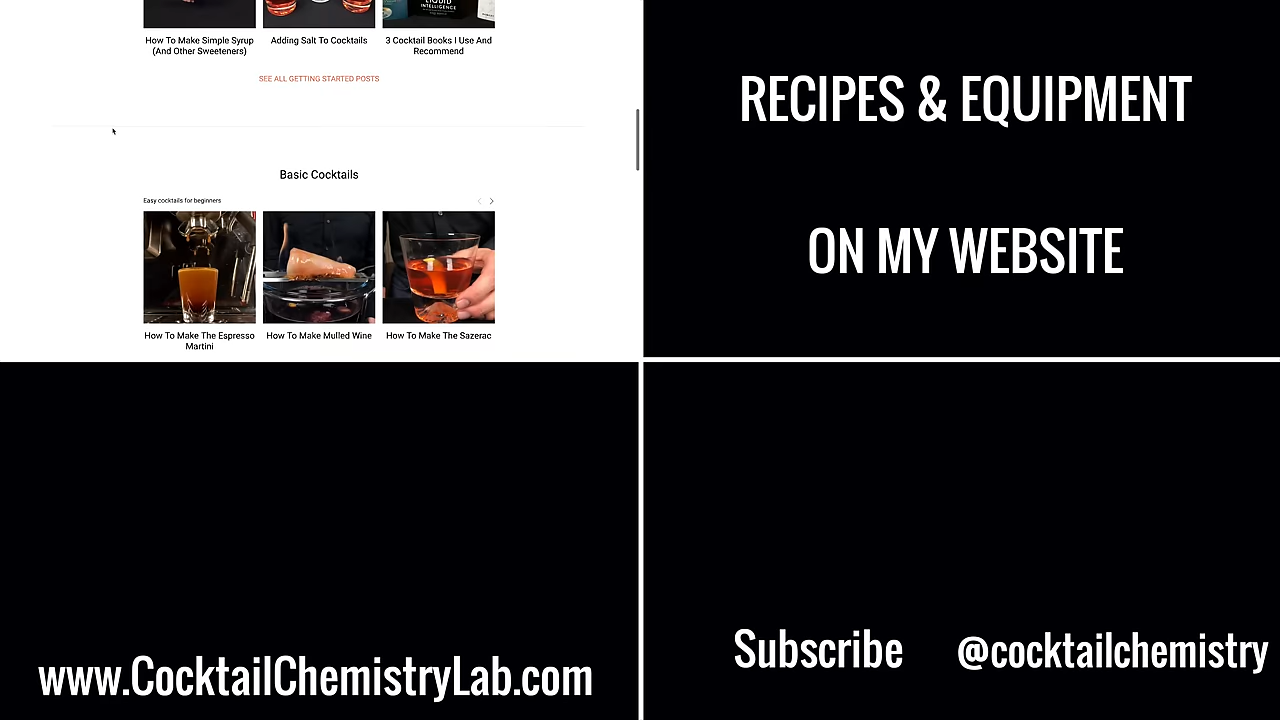 LIQUID
INTELLIGENCE
How To Make Simple Syrup
(And Other Sweeteners)
Adding Salt To Cocktails
3 Cocktail Books I Use And
Recommend
SEE ALL GETTING STARTED POSTS
Basic Cocktails
Easy cocktails for beginners
How To Make The Espresso
Martini
How To Make Mulled Wine
How To Make The Sazerac
RECIPES & EQUIPMENT
ON MY WEBSITE
www.CocktailChemistryLab.com
Subscribe
@cocktailchemistry